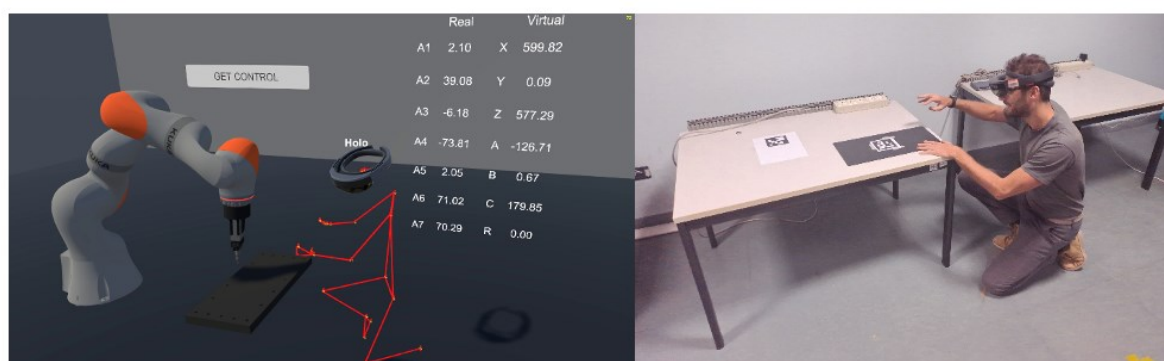 Real Virtual
A1 2.10 X 599.82
GET CONTROL
A2 39.08 Y 0.09
A3 -6.18 Z 577.29
A4 -73.81 A -126.71
Holo
A5 2.05 B 0.67
A6 71.02 C 179.85
A7 70.29 R 0.00